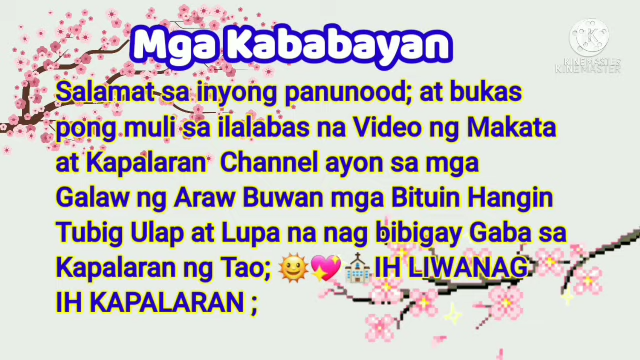 Mga Kababayan
Salamat sa inyong panunood; at bukas
pong muli sa ilalabas na Video ng Makata
at Kapalaran Channel ayon sa mga
Galaw ng Araw Buwan mga Bituin Hangin
Tubig Ulap at Lupa na nag bibigay Gaba sa
Kapalaran ng Tao; 🌞💖⛪IH LIWANAG
IH KAPALARAN ;
KINEMASTER
KINEMASTER